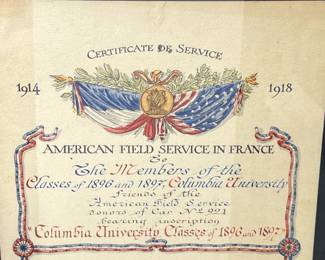 CERTIFICATE OF SERVICE
1914 1918
AMERICAN FIELD SERVICE IN FRANCE
To
The Members of the
Classes of 1896 and 1897, Columbia University
Friends of the
American Field Service
donors of Car No 921
bearing inscription
"Columbia University Classes of 1896 and 1897"